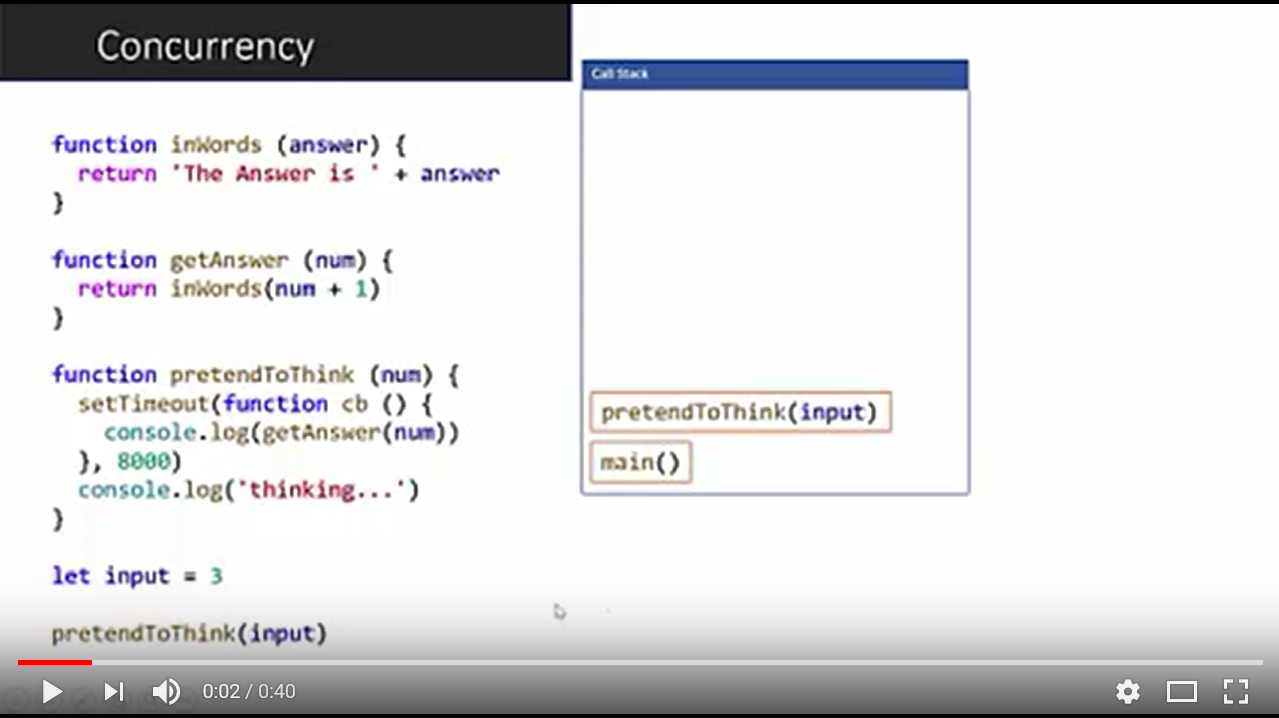 Concurrency
Call Stack
function inWords (answer) {
return 'The Answer is ' + answer
}
function getAnswer (num) {
return inWords(num + 1)
}
function pretendToThink (num) {
setTimeout(function cb () {
console.log(getAnswer(num))
}, 8000)
console.log('thinking...')
}
let input = 3
pretendToThink(input)
pretendToThink(input)
main()
0:02 / 0:40